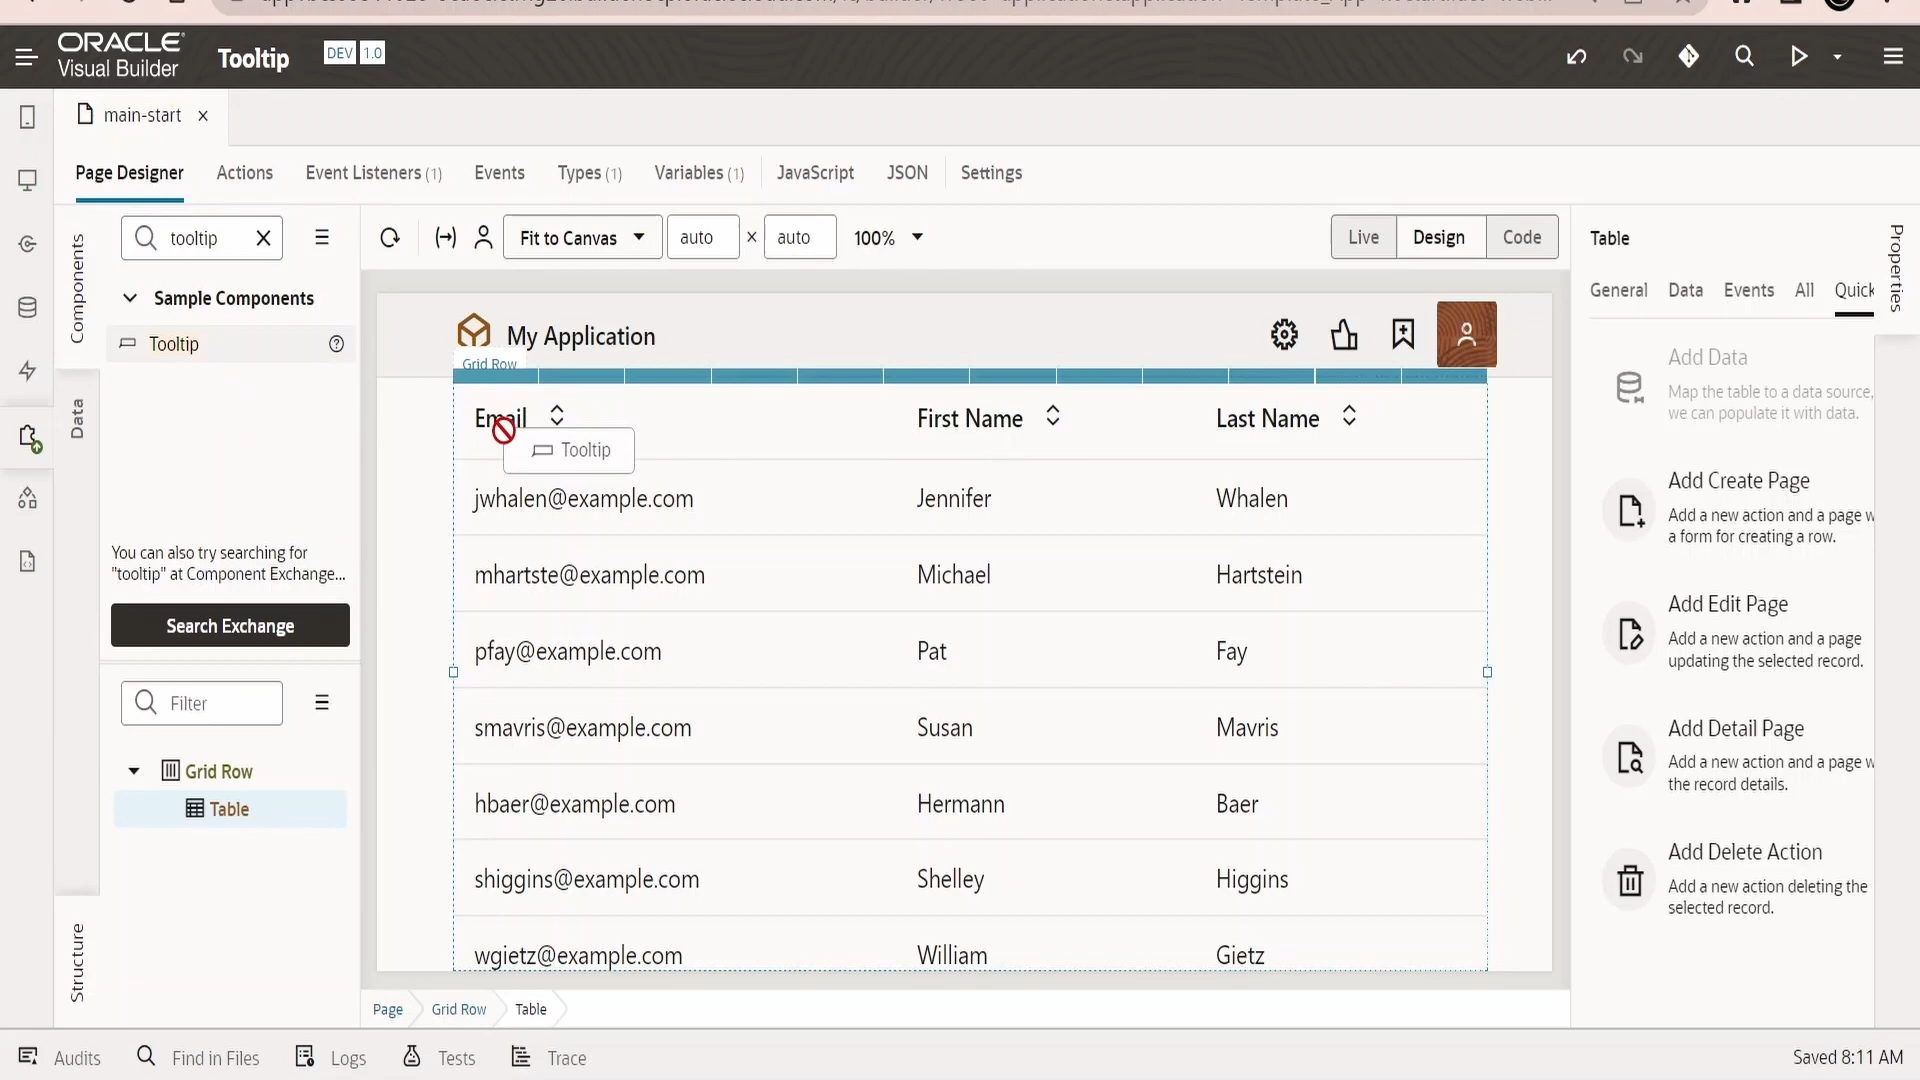 ORACLE
Visual Builder
Tooltip
DEV 1.0
main-start
Page Designer
Actions
Event Listeners (1)
Events
Types (1)
Variables (1)
JavaScript
JSON
Settings
Components
Data
Structure
tooltip
Sample Components
Tooltip
You can also try searching for
"tooltip" at Component Exchange...
Search Exchange
Filter
Grid Row
Table
Fit to Canvas
auto × auto
100%
Live
Design
Code
My Application
Grid Row
Email
First Name
Last Name
Tooltip
jwhalen@example.com Jennifer Whalen
mhartste@example.com Michael Hartstein
pfay@example.com Pat Fay
smavris@example.com Susan Mavris
hbaer@example.com Hermann Baer
shiggins@example.com Shelley Higgins
wgietz@example.com William Gietz
Page
Grid Row
Table
Table
Properties
General
Data
Events
All
Quick
Add Data
Map the table to a data source,
we can populate it with data.
Add Create Page
Add a new action and a page w
a form for creating a row.
Add Edit Page
Add a new action and a page
updating the selected record.
Add Detail Page
Add a new action and a page w
the record details.
Add Delete Action
Add a new action deleting the
selected record.
Audits
Find in Files
Logs
Tests
Trace
Saved 8:11 AM